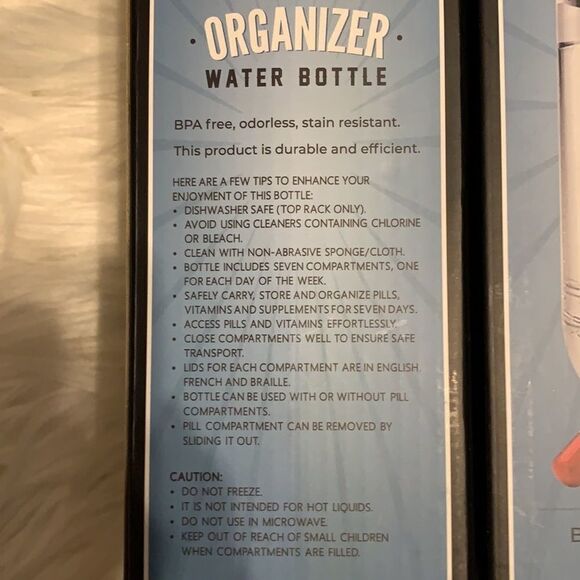 · ORGANIZER ·
WATER BOTTLE
BPA free, odorless, stain resistant.
This product is durable and efficient.
HERE ARE A FEW TIPS TO ENHANCE YOUR
ENJOYMENT OF THIS BOTTLE:
• DISHWASHER SAFE (TOP RACK ONLY).
• AVOID USING CLEANERS CONTAINING CHLORINE
OR BLEACH.
• CLEAN WITH NON-ABRASIVE SPONGE/CLOTH.
• BOTTLE INCLUDES SEVEN COMPARTMENTS, ONE
FOR EACH DAY OF THE WEEK.
• SAFELY CARRY, STORE AND ORGANIZE PILLS,
VITAMINS AND SUPPLEMENTS FOR SEVEN DAYS.
• ACCESS PILLS AND VITAMINS EFFORTLESSLY.
• CLOSE COMPARTMENTS WELL TO ENSURE SAFE
TRANSPORT.
• LIDS FOR EACH COMPARTMENT ARE IN ENGLISH,
FRENCH AND BRAILLE.
• BOTTLE CAN BE USED WITH OR WITHOUT PILL
COMPARTMENTS.
• PILL COMPARTMENT CAN BE REMOVED BY
SLIDING IT OUT.
CAUTION:
• DO NOT FREEZE.
• IT IS NOT INTENDED FOR HOT LIQUIDS.
• DO NOT USE IN MICROWAVE.
• KEEP OUT OF REACH OF SMALL CHILDREN
WHEN COMPARTMENTS ARE FILLED.